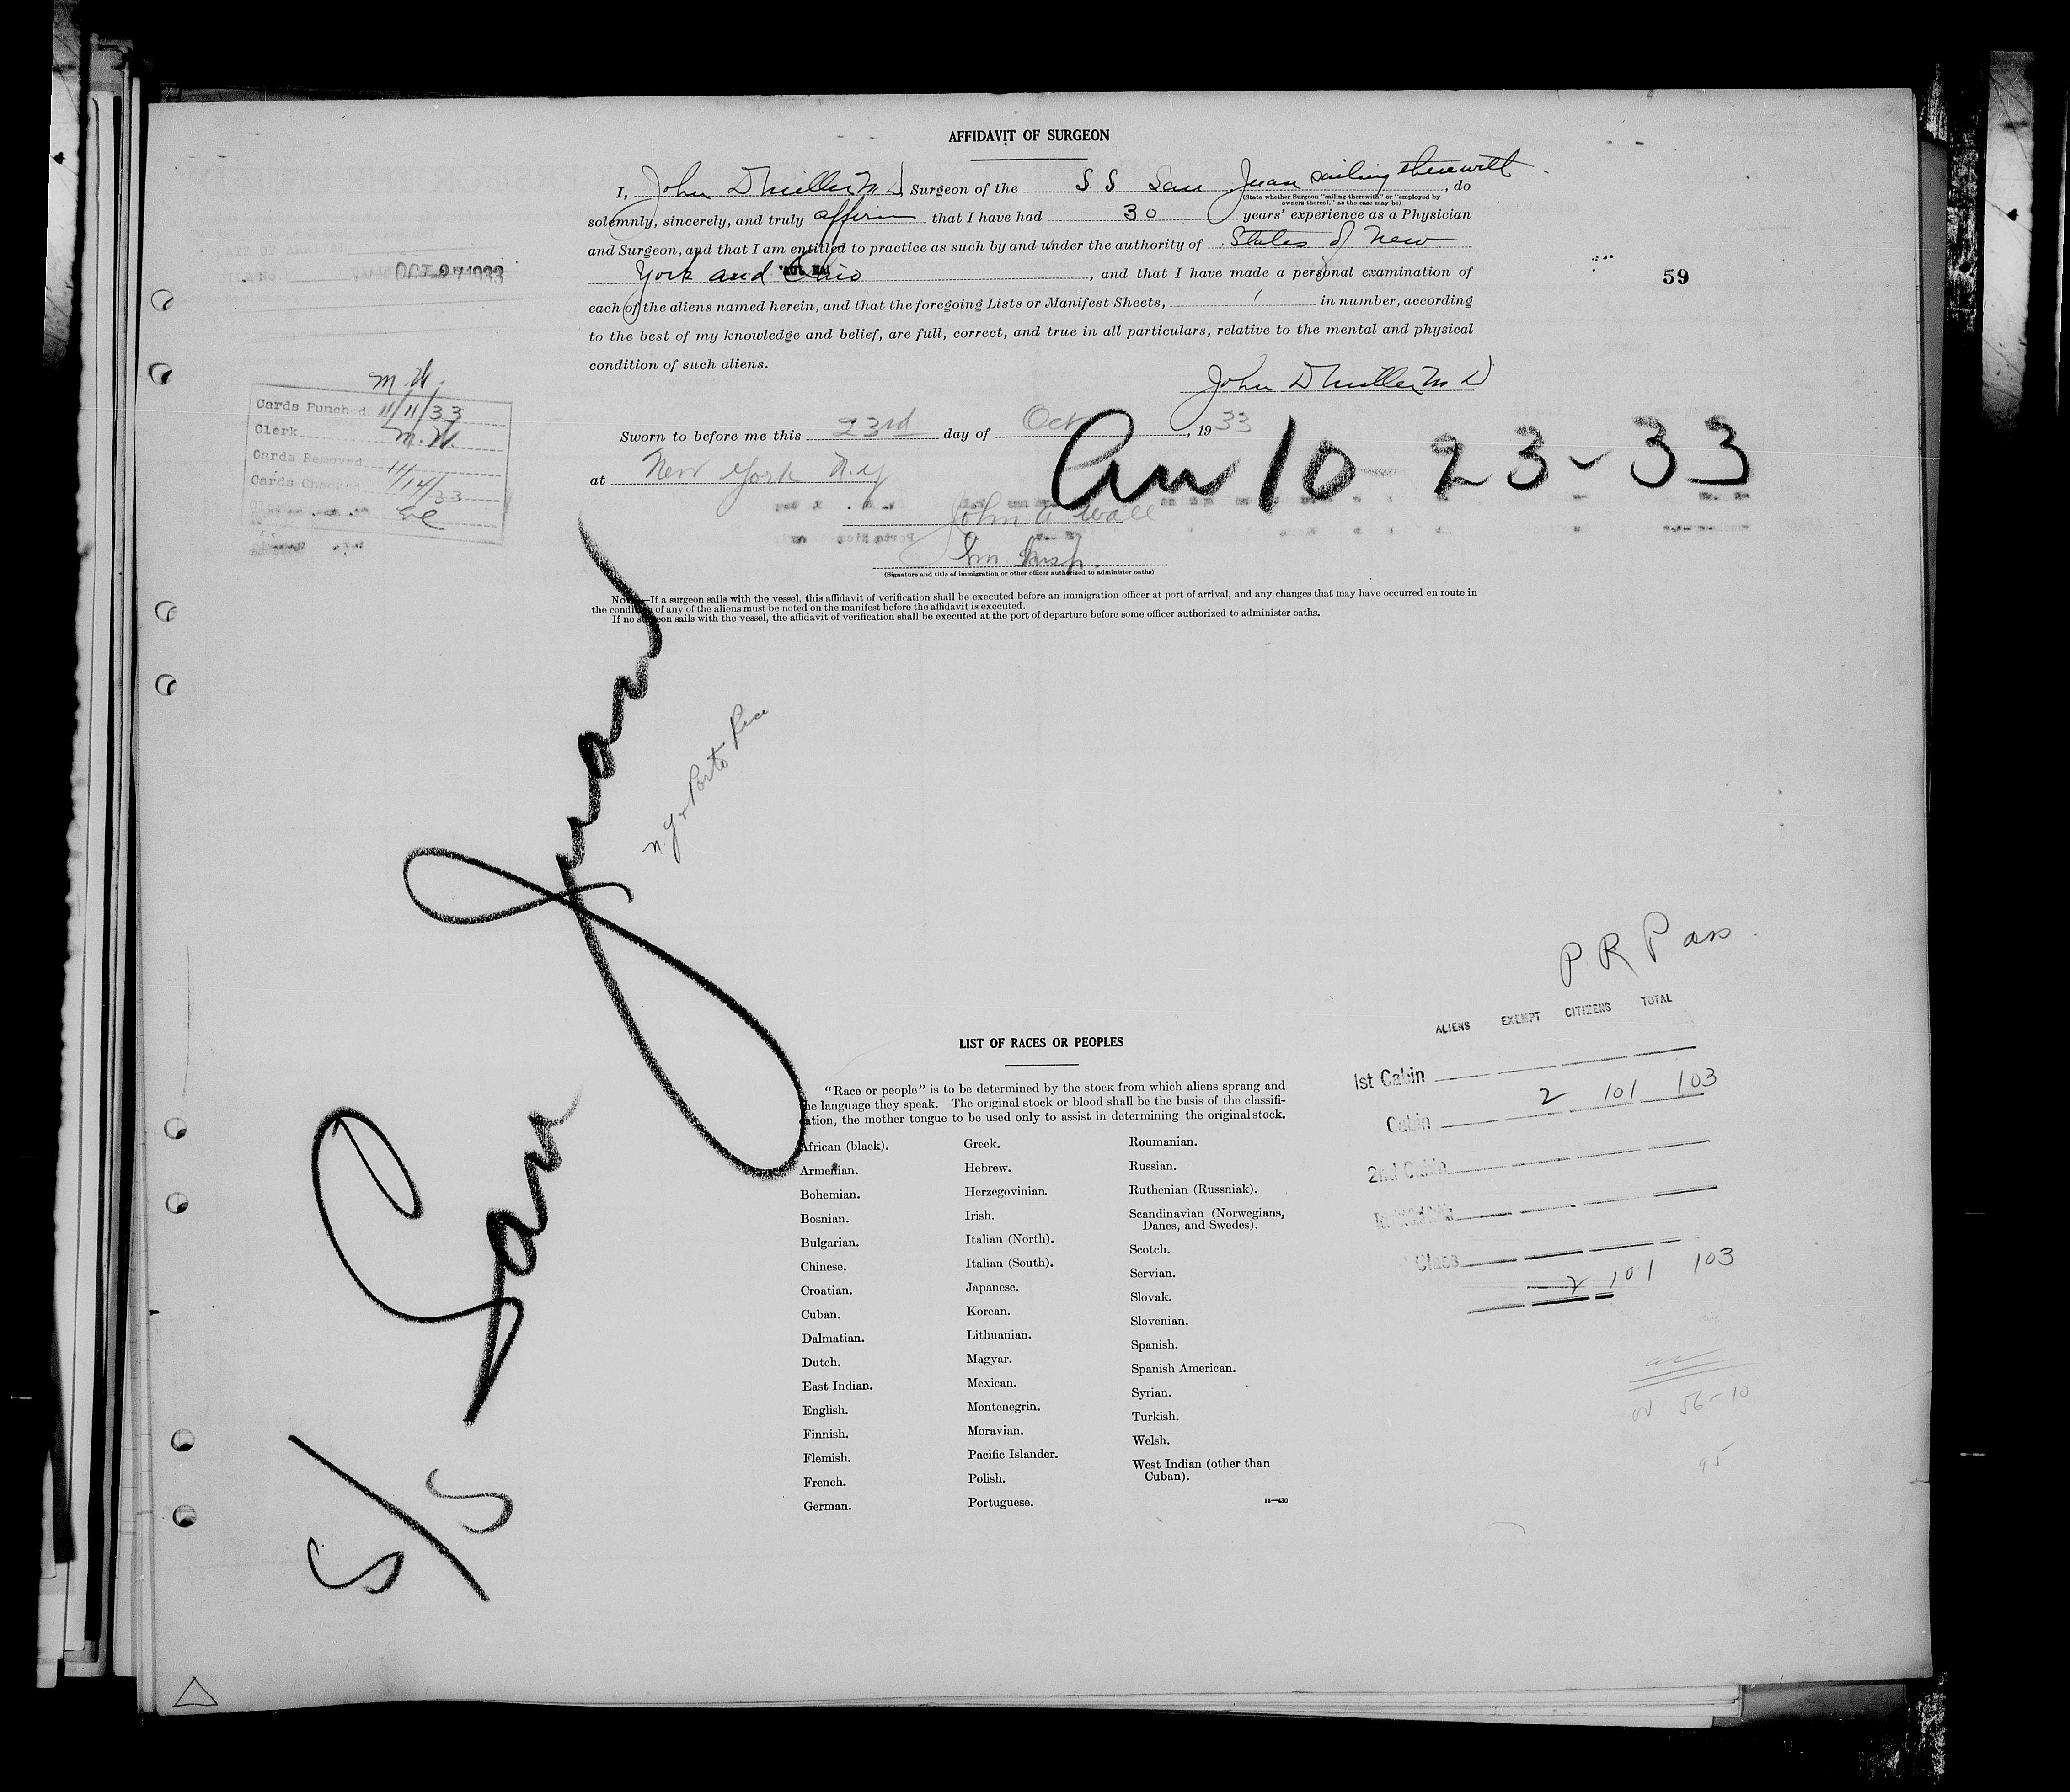 AFFIDAVIT OF SURGEON
I, John D Miller M D, Surgeon of the S S San Juan sailing therewith, do
(State whether Surgeon "sailing therewith" or "employed by
owners thereof," as the case may be)
solemnly, sincerely, and truly affirm that I have had 30 years' experience as a Physician
and Surgeon, and that I am entitled to practice as such by and under the authority of States of New
York and Ohio, and that I have made a personal examination of
59
each of the aliens named herein, and that the foregoing Lists or Manifest Sheets, 1 in number, according
to the best of my knowledge and belief, are full, correct, and true in all particulars, relative to the mental and physical
condition of such aliens.
John D Miller M D
M.W.
Cards Punched 11/11/33
Clerk M.W.
Cards Removed
Cards Checked 11/14/33
Sworn to before me this 23rd day of Oct, 1933
at New York N.Y
Arr 10-23-33
John Wall
Im Insp.
(Signature and title of immigration or other officer authorized to administer oaths)
NOTE.—If a surgeon sails with the vessel, this affidavit of verification shall be executed before an immigration officer at port of arrival, and any changes that may have occurred en route in
the condition of any of the aliens must be noted on the manifest before the affidavit is executed.
If no surgeon sails with the vessel, the affidavit of verification shall be executed at the port of departure before some officer authorized to administer oaths.
S/S San Juan
N.Y & Porto Rico
P R Pass.
ALIENS EXEMPT CITIZENS TOTAL
1st Cabin 2 101 103
Cabin
2nd Cabin
Class
2 101 103
56-10
95
LIST OF RACES OR PEOPLES
"Race or people" is to be determined by the stock from which aliens sprang and
the language they speak. The original stock or blood shall be the basis of the classifi-
cation, the mother tongue to be used only to assist in determining the original stock.
African (black).
Armenian.
Bohemian.
Bosnian.
Bulgarian.
Chinese.
Croatian.
Cuban.
Dalmatian.
Dutch.
East Indian.
English.
Finnish.
Flemish.
French.
German.
Greek.
Hebrew.
Herzegovinian.
Irish.
Italian (North).
Italian (South).
Japanese.
Korean.
Lithuanian.
Magyar.
Mexican.
Montenegrin.
Moravian.
Pacific Islander.
Polish.
Portuguese.
Roumanian.
Russian.
Ruthenian (Russniak).
Scandinavian (Norwegians,
Danes, and Swedes).
Scotch.
Servian.
Slovak.
Slovenian.
Spanish.
Spanish American.
Syrian.
Turkish.
Welsh.
West Indian (other than
Cuban).
14—430